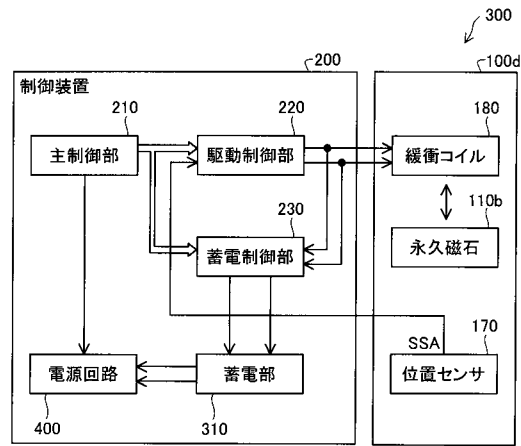 300
200
100d
制御装置
210
220
180
主制御部
駆動制御部
緩衝コイル
230
110b
蓄電制御部
永久磁石
SSA
170
電源回路
蓄電部
位置センサ
400
310